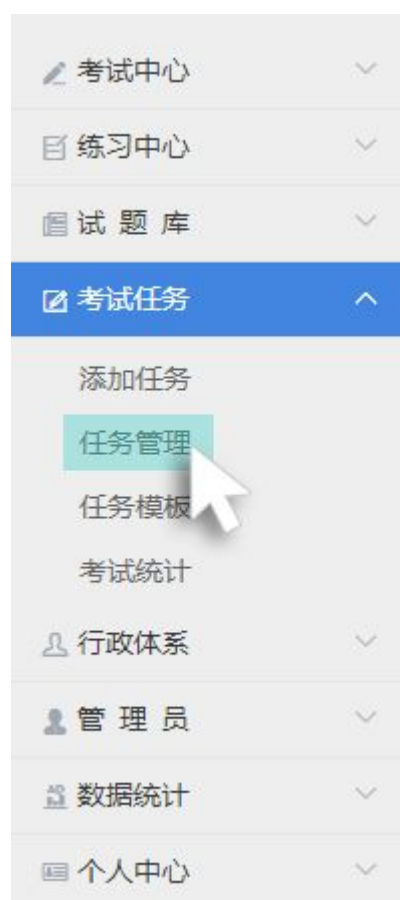 考试中心
练习中心
试 题 库
考试任务
添加任务
任务管理
任务模板
考试统计
行政体系
管 理 员
数据统计
个人中心